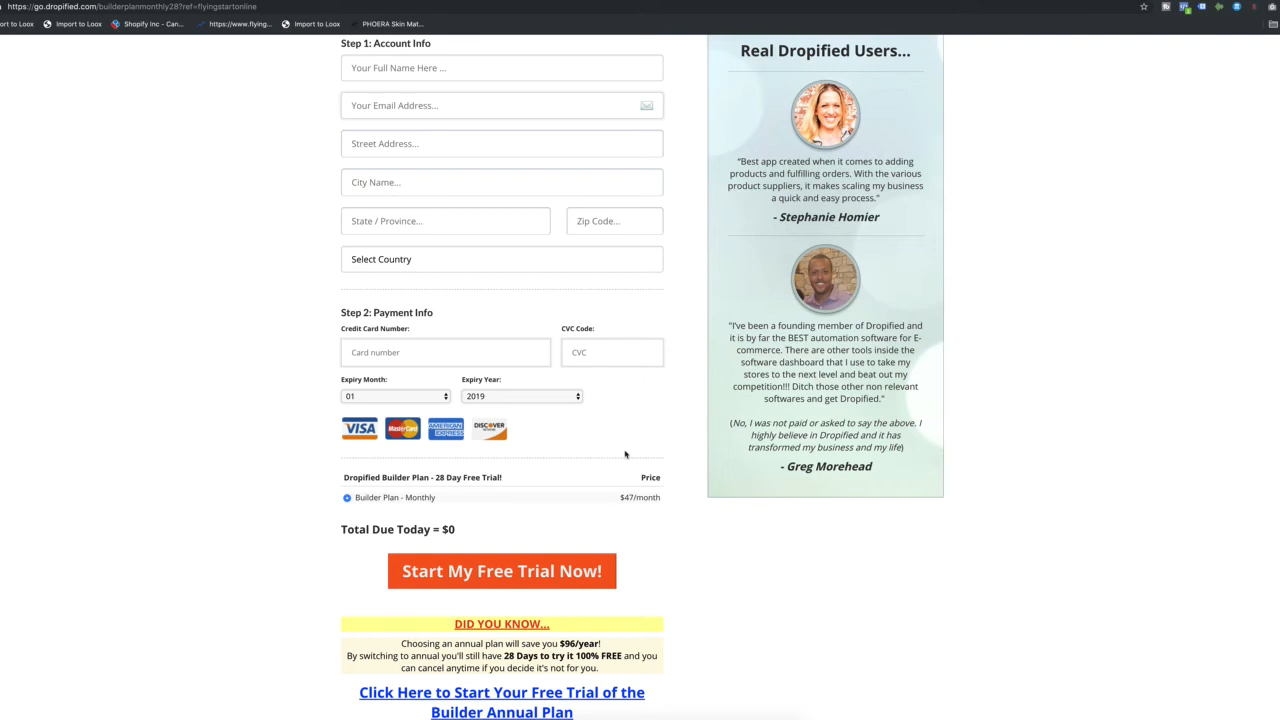 https://go.dropified.com/builderplanmonthly28?ref=flyingstartonline
ort to Loox
Import to Loox
Shopify Inc - Can...
https://www.flying...
Import to Loox
PHOERA Skin Mat...
Step 1: Account Info
Your Full Name Here ...
Your Email Address...
Street Address...
City Name...
State / Province...
Zip Code...
Select Country
Step 2: Payment Info
Credit Card Number:
CVC Code:
Card number
CVC
Expiry Month:
Expiry Year:
01
2019
VISA
MasterCard
AMERICAN EXPRESS
DISCOVER
Dropified Builder Plan - 28 Day Free Trial!
Price
Builder Plan - Monthly
$47/month
Total Due Today = $0
Start My Free Trial Now!
DID YOU KNOW...
Choosing an annual plan will save you $96/year!
By switching to annual you'll still have 28 Days to try it 100% FREE and you
can cancel anytime if you decide it's not for you.
Click Here to Start Your Free Trial of the
Builder Annual Plan
Real Dropified Users...
"Best app created when it comes to adding
products and fulfilling orders. With the various
product suppliers, it makes scaling my business
a quick and easy process."
- Stephanie Homier
"I've been a founding member of Dropified and
it is by far the BEST automation software for E-
commerce. There are other tools inside the
software dashboard that I use to take my
stores to the next level and beat out my
competition!!! Ditch those other non relevant
softwares and get Dropified."
(No, I was not paid or asked to say the above. I
highly believe in Dropified and it has
transformed my business and my life)
- Greg Morehead